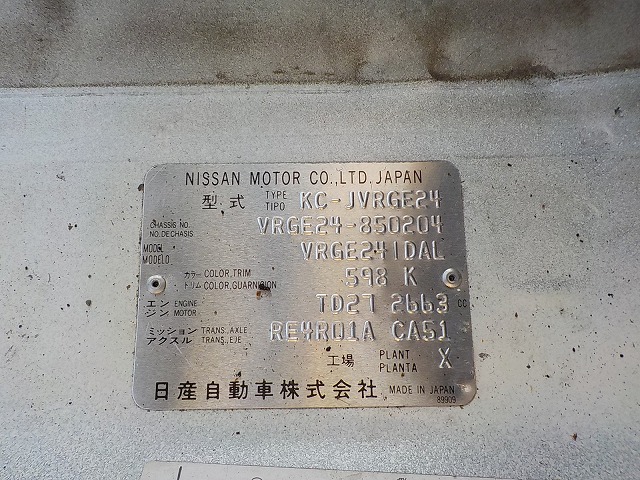 NISSAN MOTOR CO.,LTD.JAPAN
型式 TYPE TIPO KC-JVRGE24
CHASSIS NO. NO. DECHASIS VRGE24-850204
MODEL MODELO VRGE241DAL
カラー トリム COLOR,TRIM COLOR,GUARNICION 598 K
エンジン ENGINE MOTOR TD27 2663 CC
ミッション アクスル TRANS.,AXLE TRANS.,EJE RE4R01A CA51
工場 PLANT PLANTA X
日産自動車株式会社 MADE IN JAPAN
89909